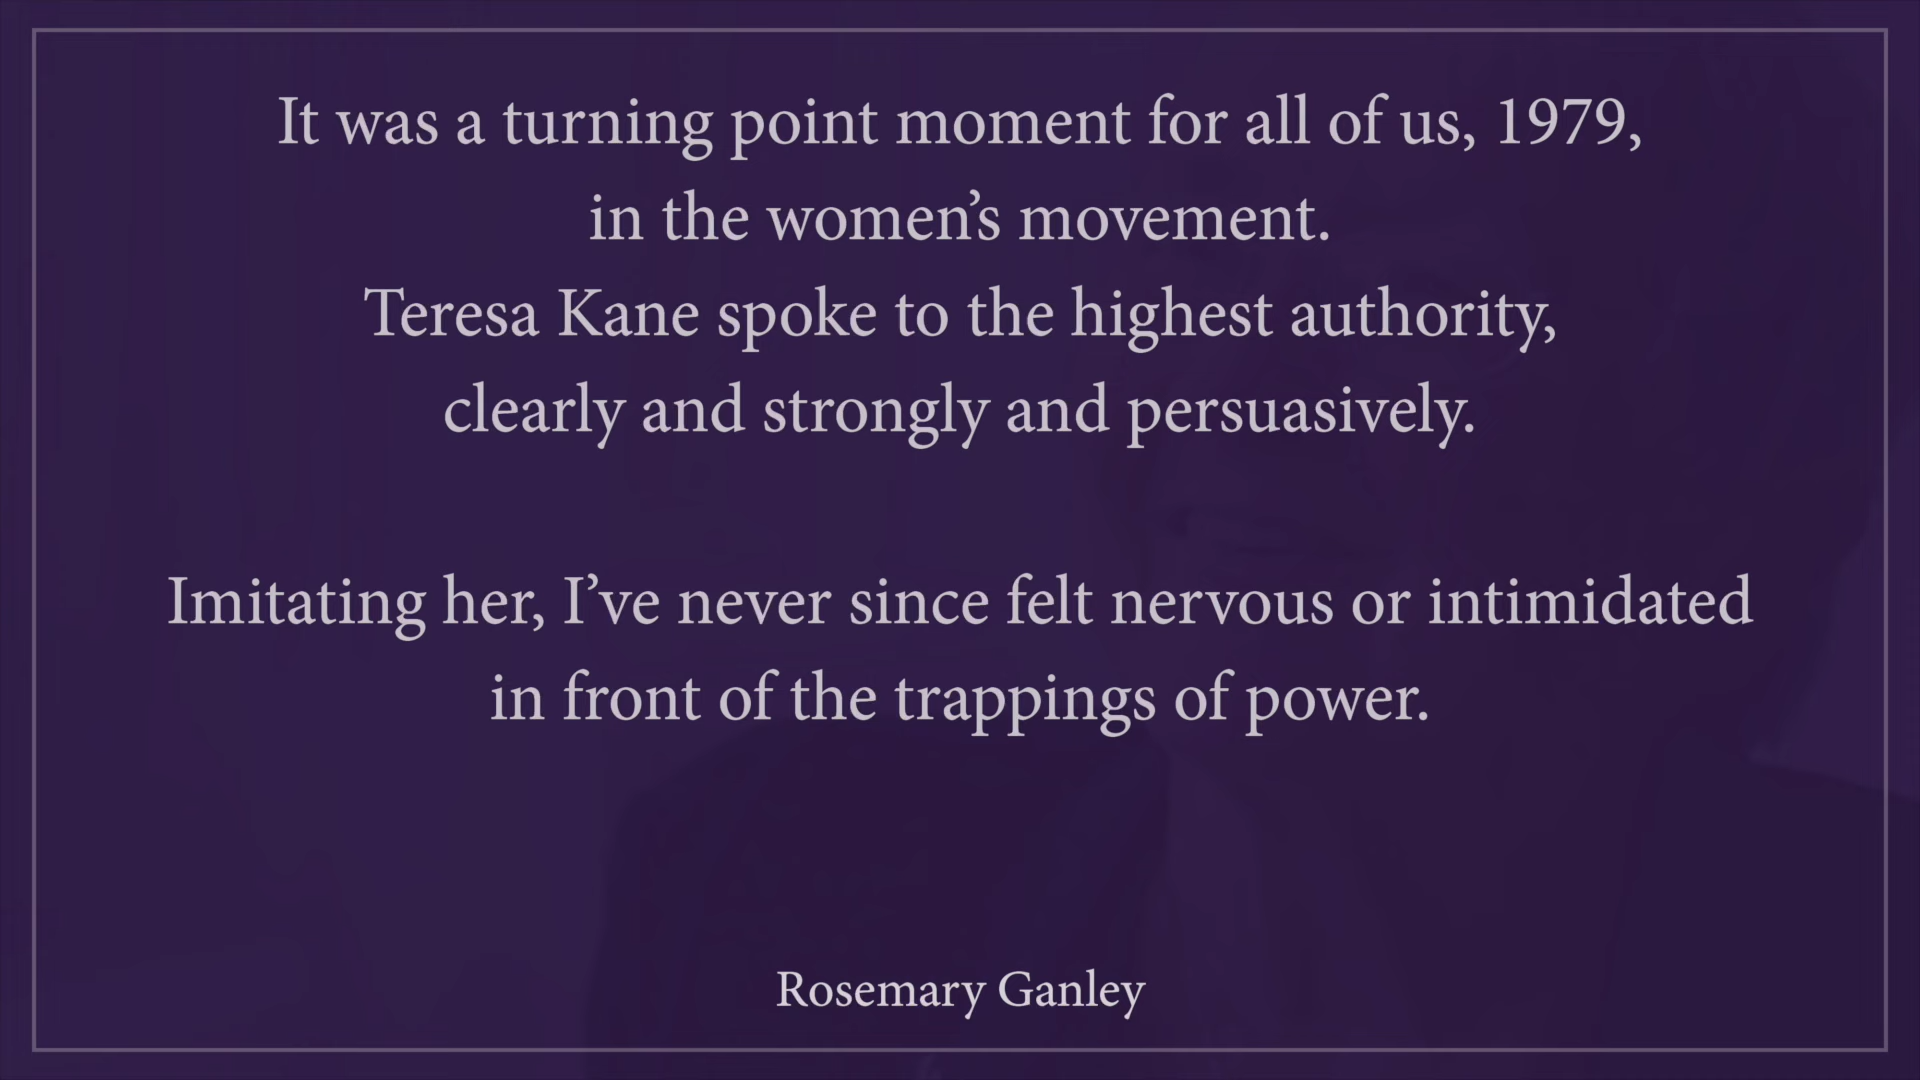 It was a turning point moment for all of us, 1979,
in the women’s movement.
Teresa Kane spoke to the highest authority,
clearly and strongly and persuasively.
Imitating her, I’ve never since felt nervous or intimidated
in front of the trappings of power.
Rosemary Ganley